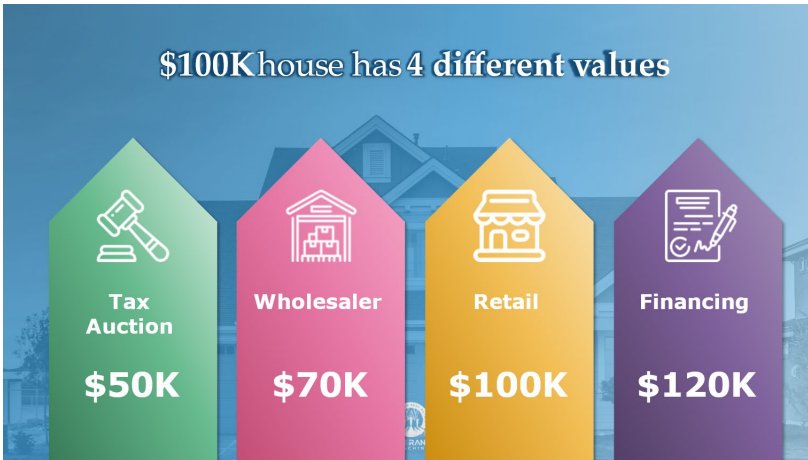 $100K house has 4 different values
Tax
Auction
$50K
Wholesaler
$70K
Retail
$100K
Financing
$120K